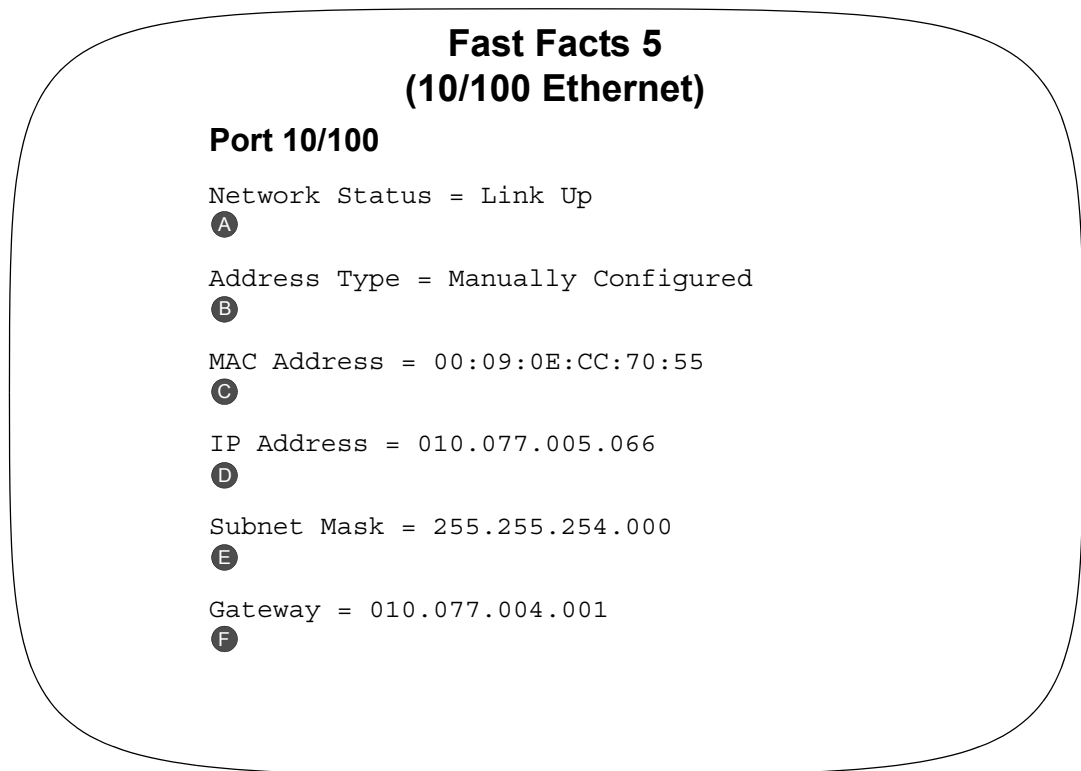 Fast Facts 5
(10/100 Ethernet)
Port 10/100
Network Status = Link Up
A
Address Type = Manually Configured
B
MAC Address = 00:09:0E:CC:70:55
C
IP Address = 010.077.005.066
D
Subnet Mask = 255.255.254.000
E
Gateway = 010.077.004.001
F